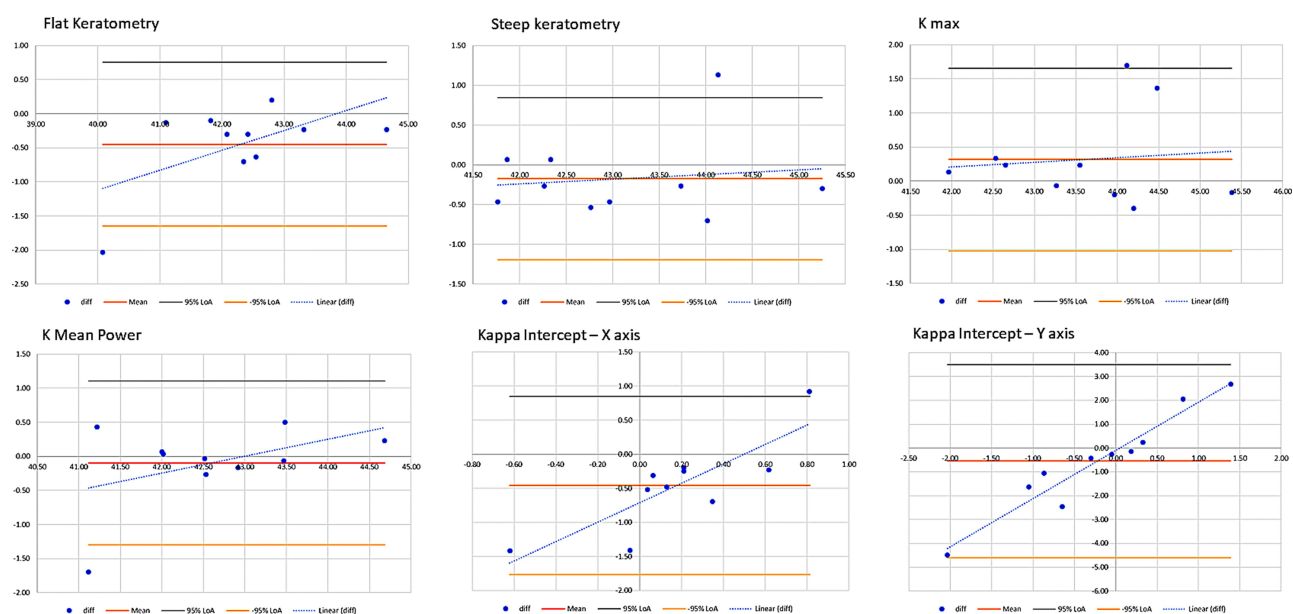 Flat Keratometry
1.00
0.50
0.00
39.00 40.00 41.00 42.00 43.00 44.00 45.00
-0.50
-1.00
-1.50
-2.00
-2.50
diff Mean 95% LoA -95% LoA Linear (diff)
Steep keratometry
1.50
1.00
0.50
0.00
41.50 42.00 42.50 43.00 43.50 44.00 44.50 45.00 45.50
-0.50
-1.00
-1.50
diff Mean 95% LoA -95% LoA Linear (diff)
K max
2.00
1.50
1.00
0.50
0.00
41.50 42.00 42.50 43.00 43.50 44.00 44.50 45.00 45.50 46.00
-0.50
-1.00
-1.50
diff Mean 95% LoA -95% LoA Linear (diff)
K Mean Power
1.50
1.00
0.50
0.00
40.50 41.00 41.50 42.00 42.50 43.00 43.50 44.00 44.50 45.00
-0.50
-1.00
-1.50
-2.00
diff Mean 95% LoA -95% LoA Linear (diff)
Kappa Intercept – X axis
1.50
1.00
0.50
0.00
-0.80 -0.60 -0.40 -0.20 0.00 0.20 0.40 0.60 0.80 1.00
-0.50
-1.00
-1.50
-2.00
diff Mean 95% LoA -95% LoA Linear (diff)
Kappa Intercept – Y axis
4.00
3.00
2.00
1.00
0.00
-2.50 -2.00 -1.50 -1.00 -0.50 0.00 0.50 1.00 1.50 2.00
-1.00
-2.00
-3.00
-4.00
-5.00
-6.00
diff Mean 95% LoA -95% LoA Linear (diff)